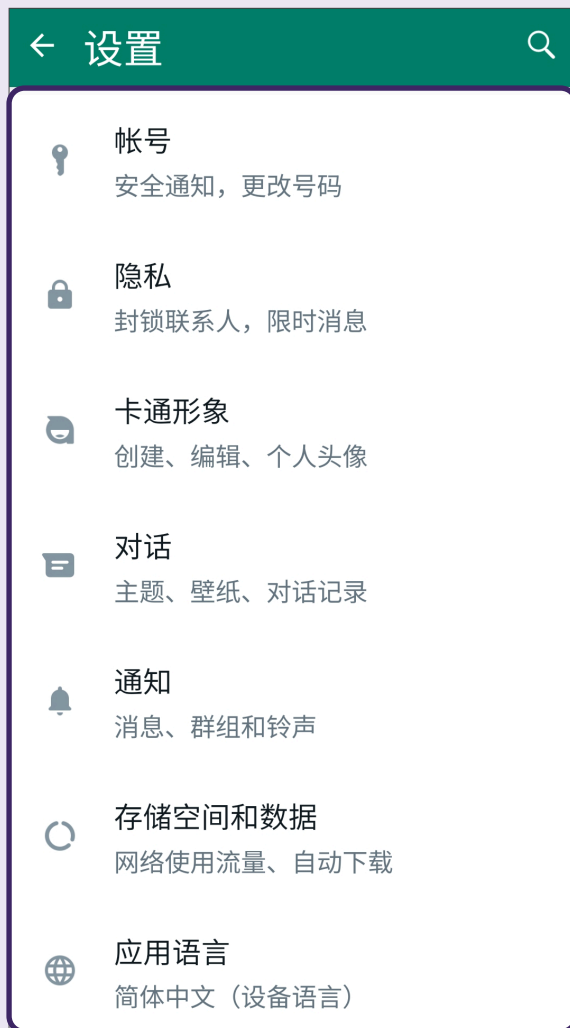 设置
帐号
安全通知，更改号码
隐私
封锁联系人，限时消息
卡通形象
创建、编辑、个人头像
对话
主题、壁纸、对话记录
通知
消息、群组和铃声
存储空间和数据
网络使用流量、自动下载
应用语言
简体中文（设备语言）